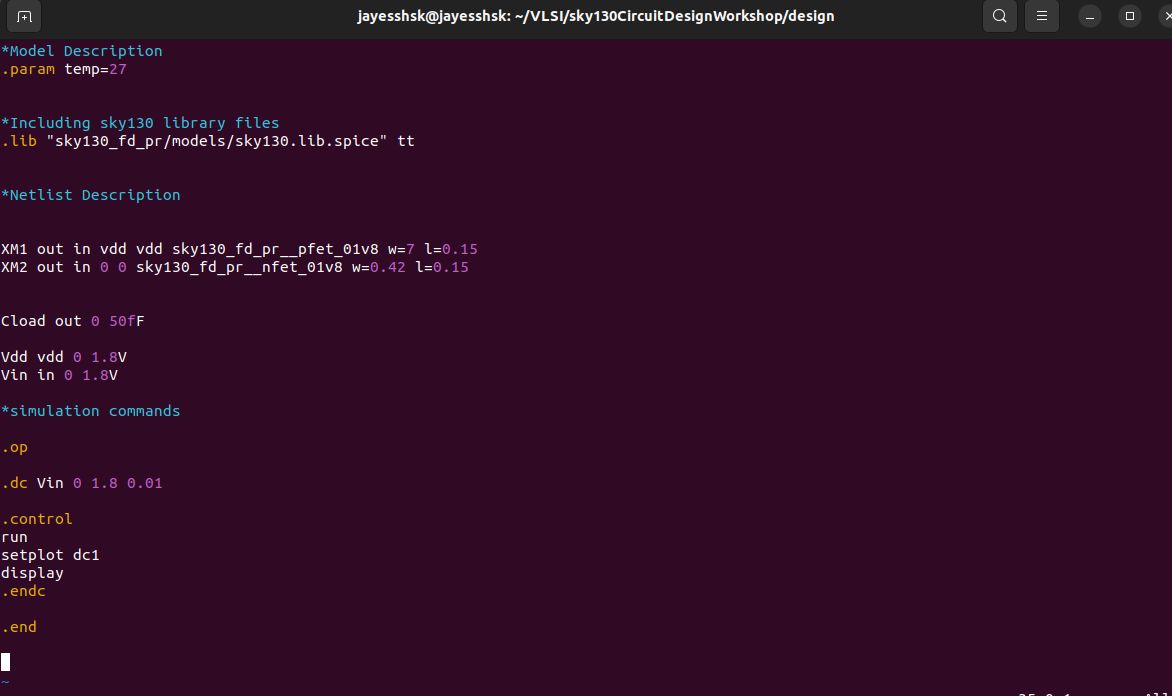 jayesshsk@jayesshsk: ~/VLSI/sky130CircuitDesignWorkshop/design
*Model Description
.param temp=27
*Including sky130 library files
.lib "sky130_fd_pr/models/sky130.lib.spice" tt
*Netlist Description
XM1 out in vdd vdd sky130_fd_pr__pfet_01v8 w=7 l=0.15
XM2 out in 0 0 sky130_fd_pr__nfet_01v8 w=0.42 l=0.15
Cload out 0 50fF
Vdd vdd 0 1.8V
Vin in 0 1.8V
*simulation commands
.op
.dc Vin 0 1.8 0.01
.control
run
setplot dc1
display
.endc
.end
~